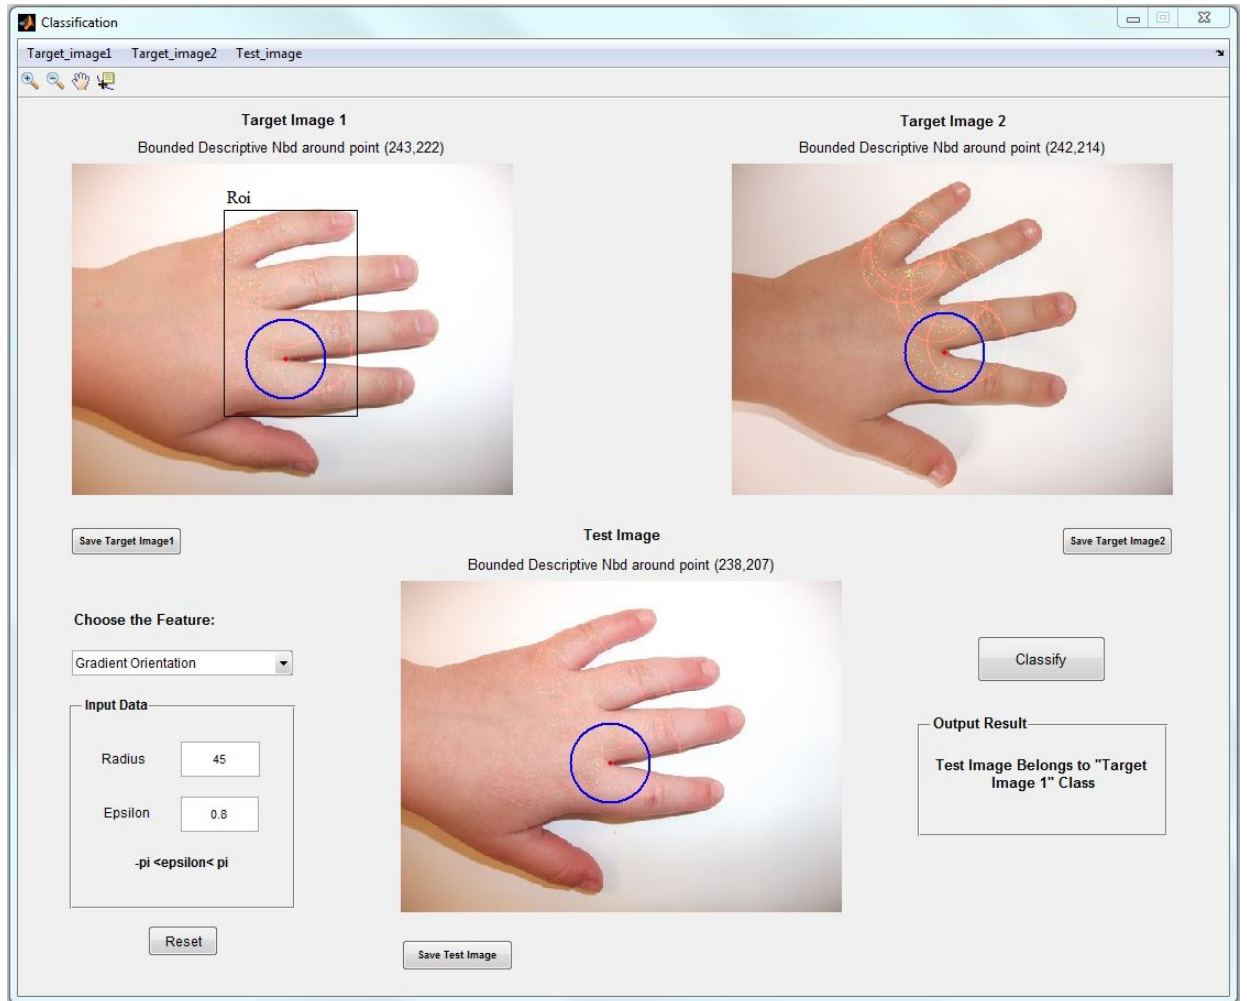 Classification
Target_image1 Target_image2 Test_image
Target Image 1
Bounded Descriptive Nbd around point (243,222)
Roi
Target Image 2
Bounded Descriptive Nbd around point (242,214)
Save Target Image1
Save Target Image2
Test Image
Bounded Descriptive Nbd around point (238,207)
Choose the Feature:
Gradient Orientation
Input Data
Radius 45
Epsilon 0.8
-pi <epsilon< pi
Reset
Save Test Image
Classify
Output Result
Test Image Belongs to "Target
Image 1" Class